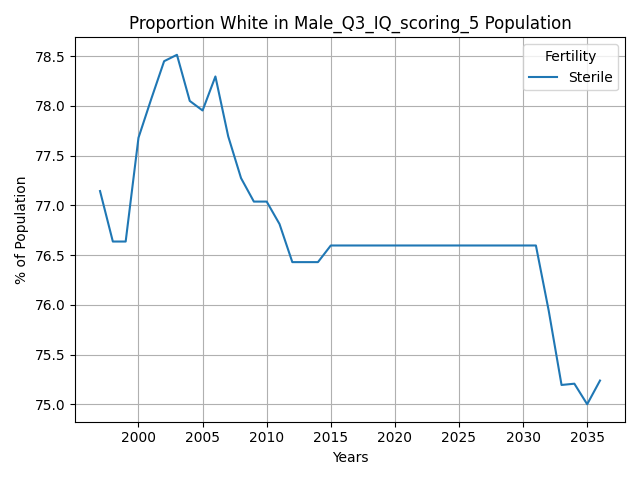 Proportion White in Male_Q3_IQ_scoring_5 Population
Fertility
Sterile
% of Population
78.5
78.0
77.5
77.0
76.5
76.0
75.5
75.0
2000 2005 2010 2015 2020 2025 2030 2035
Years